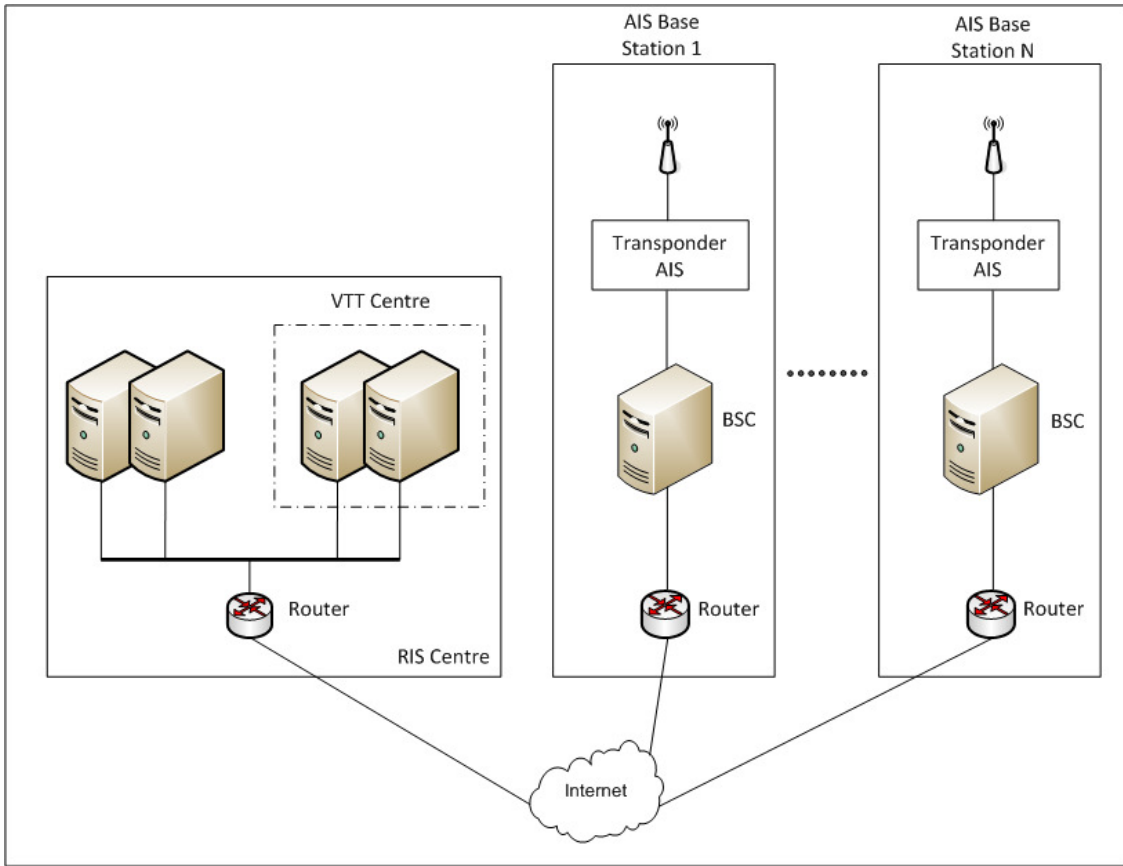 AIS Base
Station 1
AIS Base
Station N
Transponder
AIS
Transponder
AIS
VTT Centre
BSC
BSC
Router
RIS Centre
Router
Router
Internet